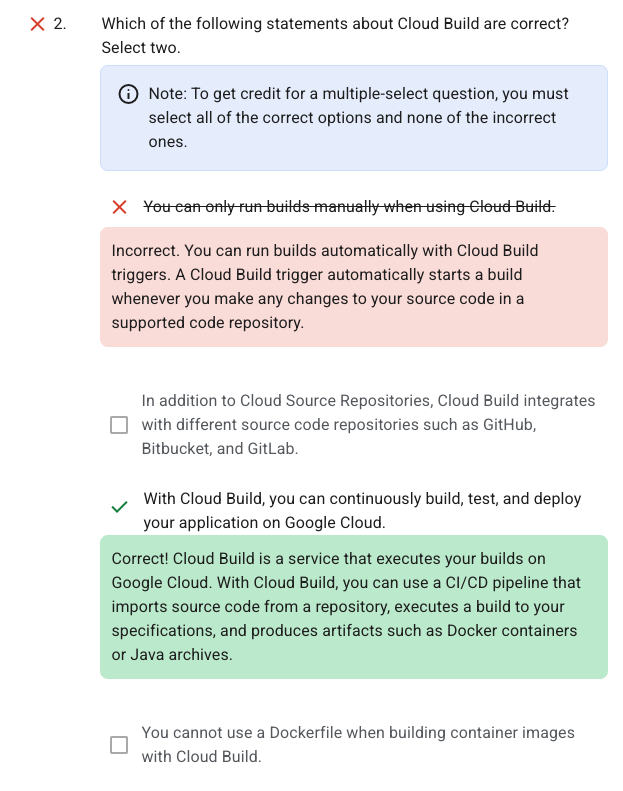 2. Which of the following statements about Cloud Build are correct?
Select two.
Note: To get credit for a multiple-select question, you must
select all of the correct options and none of the incorrect
ones.
You can only run builds manually when using Cloud Build.
Incorrect. You can run builds automatically with Cloud Build
triggers. A Cloud Build trigger automatically starts a build
whenever you make any changes to your source code in a
supported code repository.
In addition to Cloud Source Repositories, Cloud Build integrates
with different source code repositories such as GitHub,
Bitbucket, and GitLab.
With Cloud Build, you can continuously build, test, and deploy
your application on Google Cloud.
Correct! Cloud Build is a service that executes your builds on
Google Cloud. With Cloud Build, you can use a CI/CD pipeline that
imports source code from a repository, executes a build to your
specifications, and produces artifacts such as Docker containers
or Java archives.
You cannot use a Dockerfile when building container images
with Cloud Build.